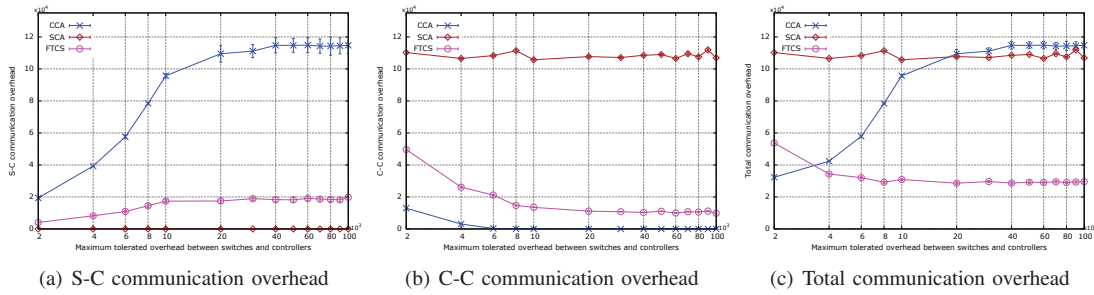 ×10⁴
CCA
SCA
FTCS
12
10
8
6
4
2
0
S-C communication overhead
2 4 6 8 10 20 40 60 80 100
×10³
Maximum tolerated overhead between switches and controllers
(a) S-C communication overhead
×10⁴
CCA
SCA
FTCS
12
10
8
6
4
2
0
C-C communication overhead
2 4 6 8 10 20 40 60 80 100
×10³
Maximum tolerated overhead between switches and controllers
(b) C-C communication overhead
×10⁴
CCA
SCA
FTCS
12
10
8
6
4
2
0
Total communication overhead
2 4 6 8 10 20 40 60 80 100
×10³
Maximum tolerated overhead between switches and controllers
(c) Total communication overhead